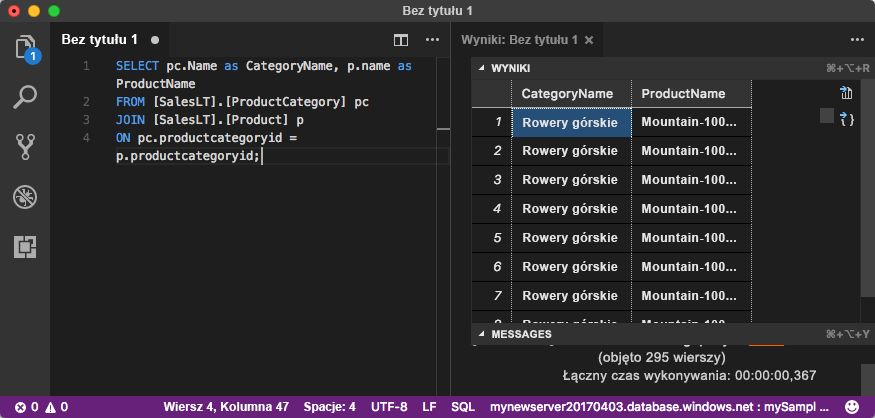 Bez tytułu 1
1
Bez tytułu 1
1 SELECT pc.Name as CategoryName, p.name as
ProductName
2 FROM [SalesLT].[ProductCategory] pc
3 JOIN [SalesLT].[Product] p
4 ON pc.productcategoryid =
p.productcategoryid;
Wyniki: Bez tytułu 1
WYNIKI ⌘+⌥+R
CategoryName ProductName
1 Rowery górskie Mountain-100...
2 Rowery górskie Mountain-100...
3 Rowery górskie Mountain-100...
4 Rowery górskie Mountain-100...
5 Rowery górskie Mountain-100...
6 Rowery górskie Mountain-100...
7 Rowery górskie Mountain-100...
MESSAGES ⌘+⌥+Y
(objęto 295 wierszy)
Łączny czas wykonywania: 00:00:00,367
0 0 Wiersz 4, Kolumna 47 Spacje: 4 UTF-8 LF SQL mynewserver20170403.database.windows.net : mySampl ...